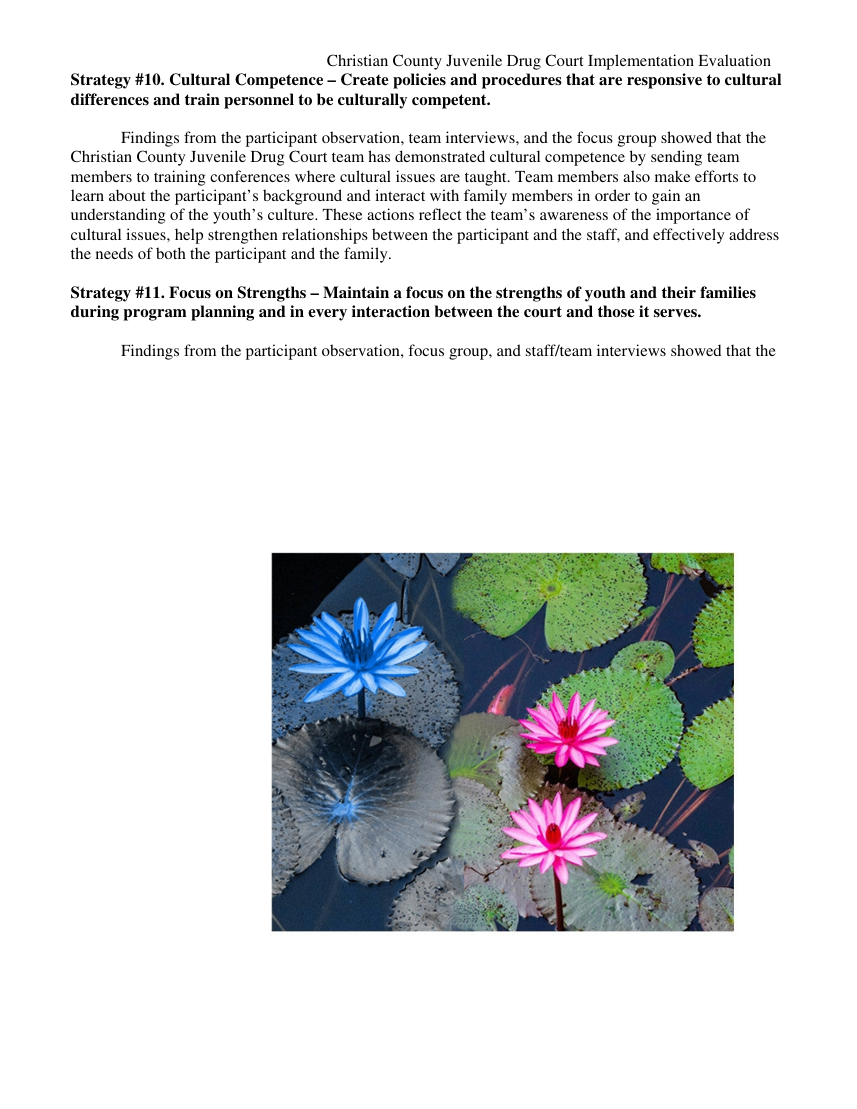 Christian County Juvenile Drug Court Implementation Evaluation
Strategy #10. Cultural Competence – Create policies and procedures that are responsive to cultural
differences and train personnel to be culturally competent.
Findings from the participant observation, team interviews, and the focus group showed that the
Christian County Juvenile Drug Court team has demonstrated cultural competence by sending team
members to training conferences where cultural issues are taught. Team members also make efforts to
learn about the participant’s background and interact with family members in order to gain an
understanding of the youth’s culture. These actions reflect the team’s awareness of the importance of
cultural issues, help strengthen relationships between the participant and the staff, and effectively address
the needs of both the participant and the family.
Strategy #11. Focus on Strengths – Maintain a focus on the strengths of youth and their families
during program planning and in every interaction between the court and those it serves.
Findings from the participant observation, focus group, and staff/team interviews showed that the